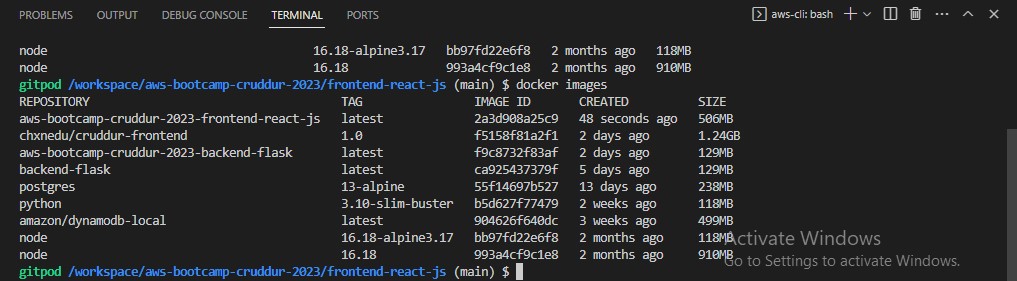 PROBLEMS OUTPUT DEBUG CONSOLE TERMINAL PORTS aws-cli: bash
node 16.18-alpine3.17 bb97fd22e6f8 2 months ago 118MB
node 16.18 993a4cf9c1e8 2 months ago 910MB
gitpod /workspace/aws-bootcamp-cruddur-2023/frontend-react-js (main) $ docker images
REPOSITORY TAG IMAGE ID CREATED SIZE
aws-bootcamp-cruddur-2023-frontend-react-js latest 2a3d908a25c9 48 seconds ago 506MB
chxnedu/cruddur-frontend 1.0 f5158f81a2f1 2 days ago 1.24GB
aws-bootcamp-cruddur-2023-backend-flask latest f9c8732f83af 2 days ago 129MB
backend-flask latest ca925437379f 5 days ago 129MB
postgres 13-alpine 55f14697b527 13 days ago 238MB
python 3.10-slim-buster b5d627f77479 2 weeks ago 118MB
amazon/dynamodb-local latest 904626f640dc 3 weeks ago 499MB
node 16.18-alpine3.17 bb97fd22e6f8 2 months ago 118MB
node 16.18 993a4cf9c1e8 2 months ago 910MB
gitpod /workspace/aws-bootcamp-cruddur-2023/frontend-react-js (main) $
Activate Windows
Go to Settings to activate Windows.